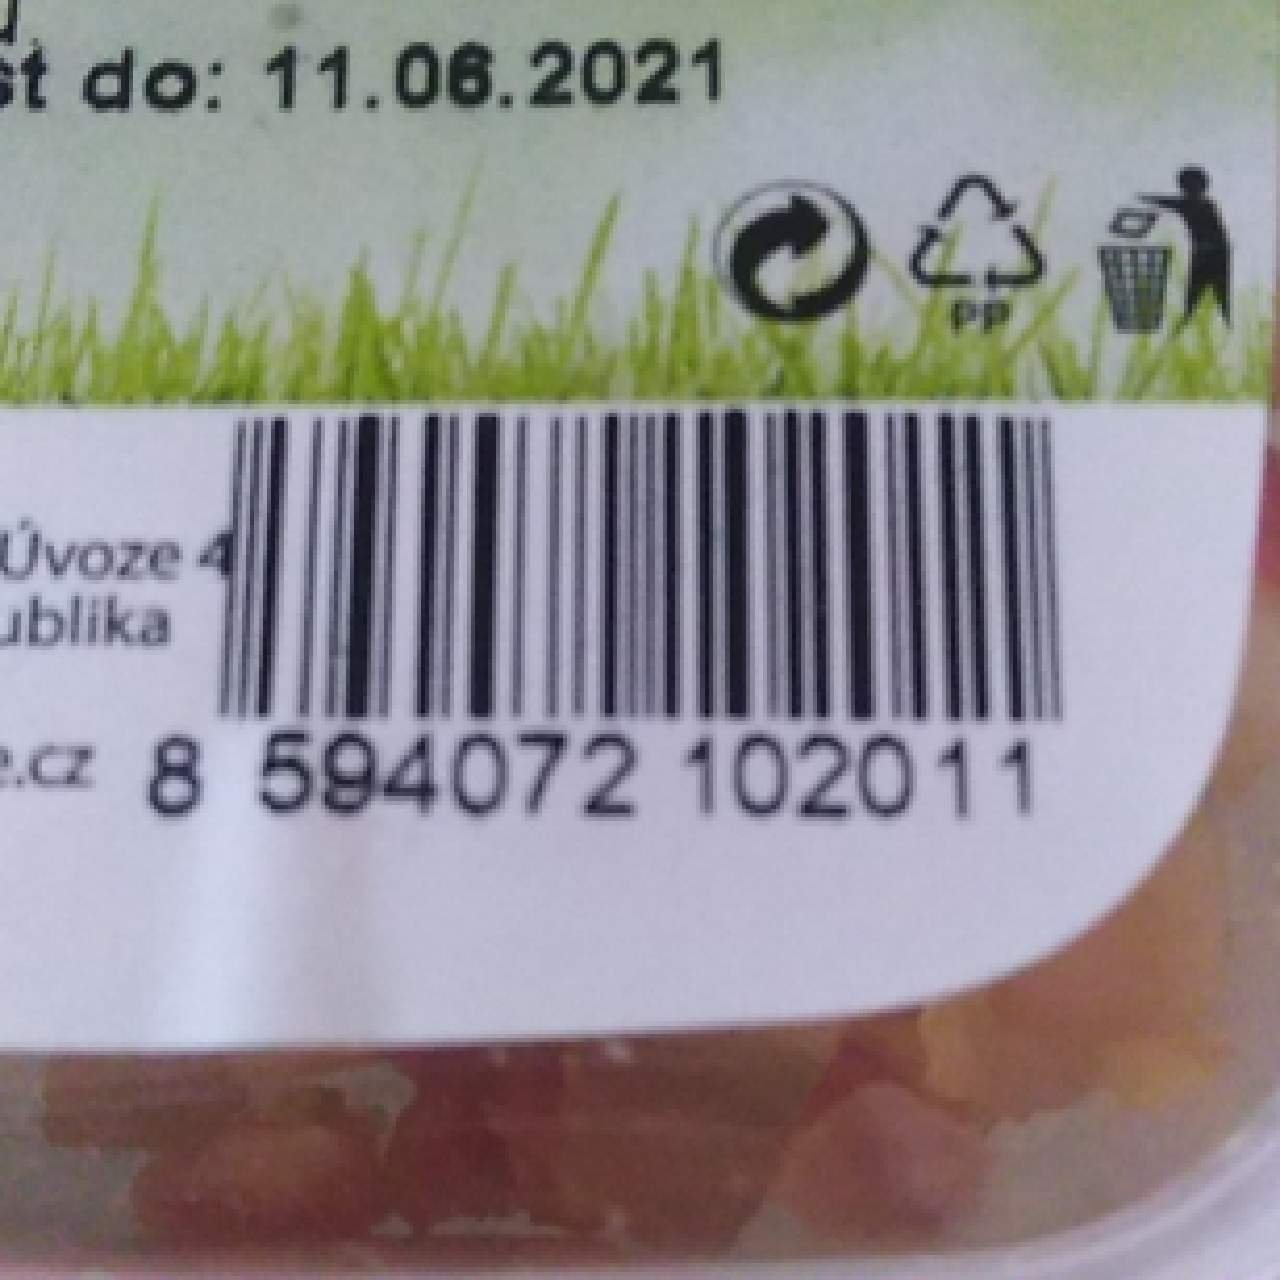 st do: 11.06.2021
PP
Úvoze 4
ublika
e.cz
8 594072 102011